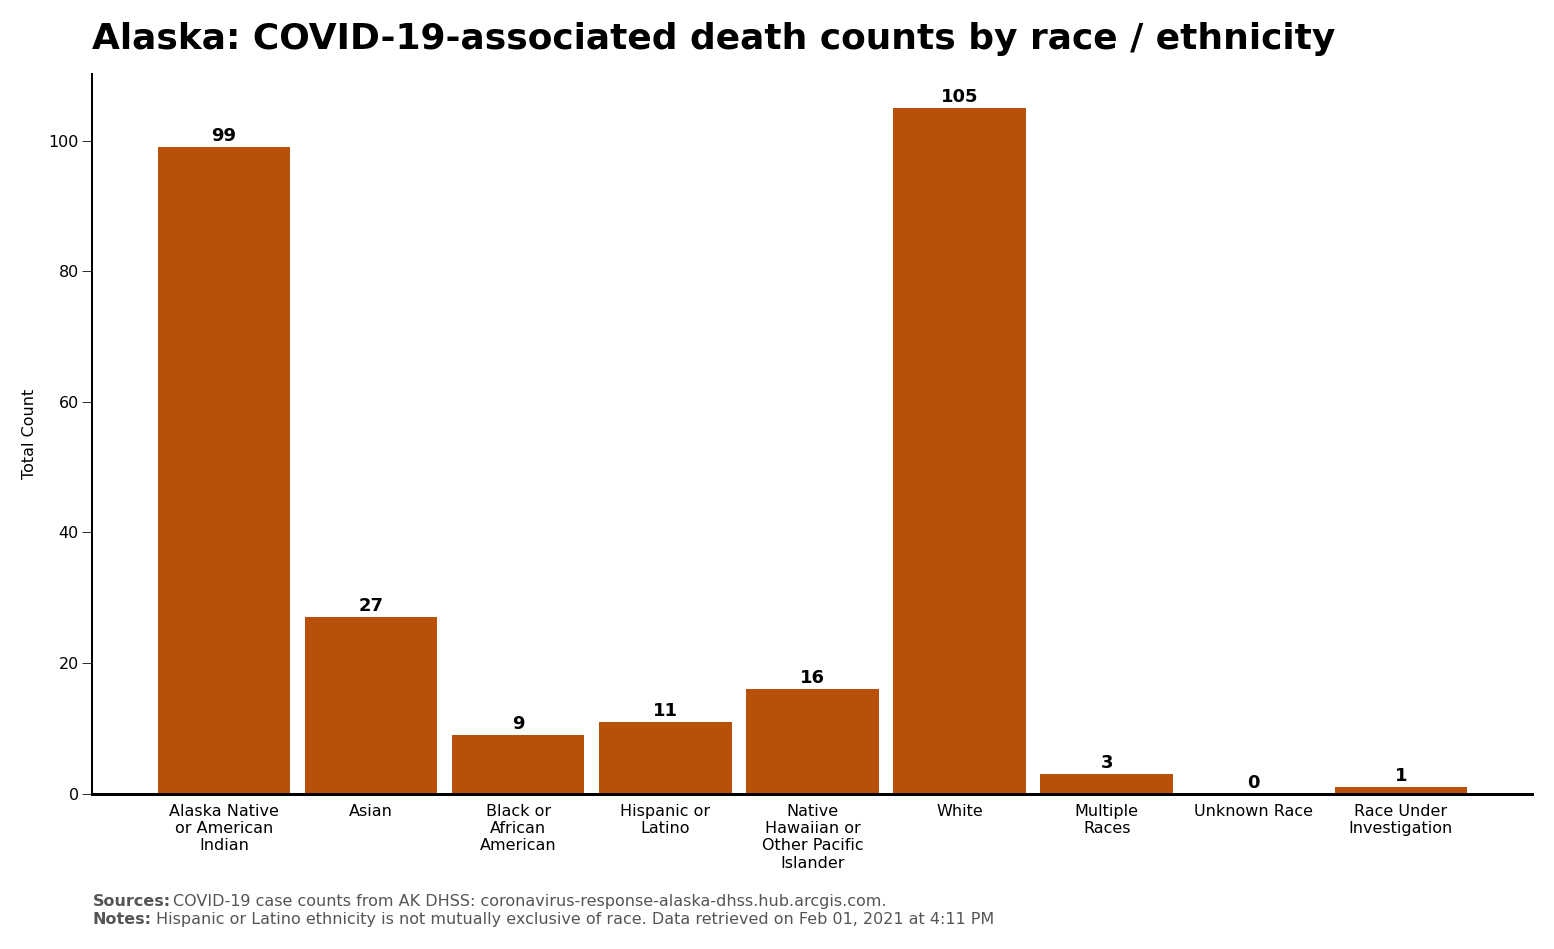 Alaska: COVID-19-associated death counts by race / ethnicity
Total Count
100
80
60
40
20
0
99
27
9
11
16
105
3
0
1
Alaska Native
or American
Indian
Asian
Black or
African
American
Hispanic or
Latino
Native
Hawaiian or
Other Pacific
Islander
White
Multiple
Races
Unknown Race
Race Under
Investigation
Sources: COVID-19 case counts from AK DHSS: coronavirus-response-alaska-dhss.hub.arcgis.com.
Notes: Hispanic or Latino ethnicity is not mutually exclusive of race. Data retrieved on Feb 01, 2021 at 4:11 PM